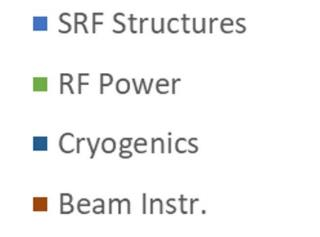 SRF Structures
RF Power
Cryogenics
Beam Instr.